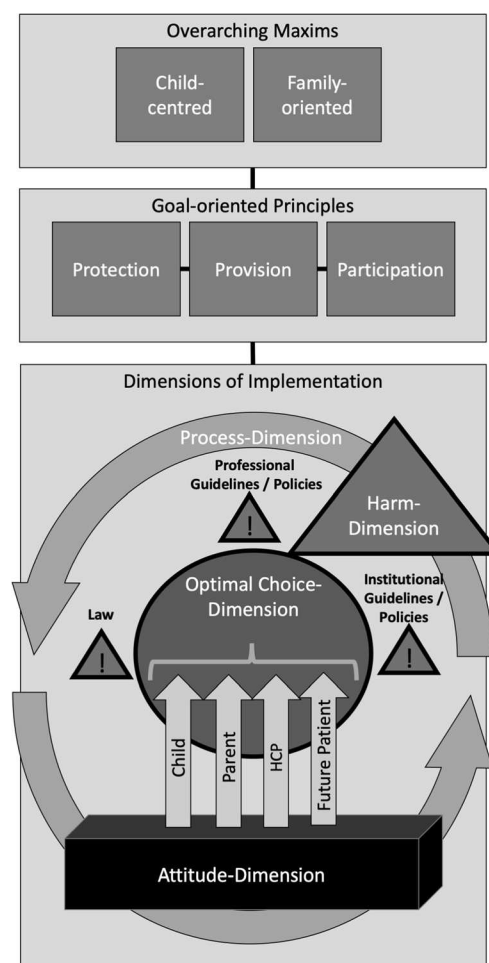 Overarching Maxims
Child-
centred
Family-
oriented
Goal-oriented Principles
Protection
Provision
Participation
Dimensions of Implementation
Process-Dimension
Professional
Guidelines / Policies
!
Harm-
Dimension
Optimal Choice-
Dimension
Institutional
Guidelines /
Policies
!
Law
!
Child
Parent
HCP
Future Patient
Attitude-Dimension